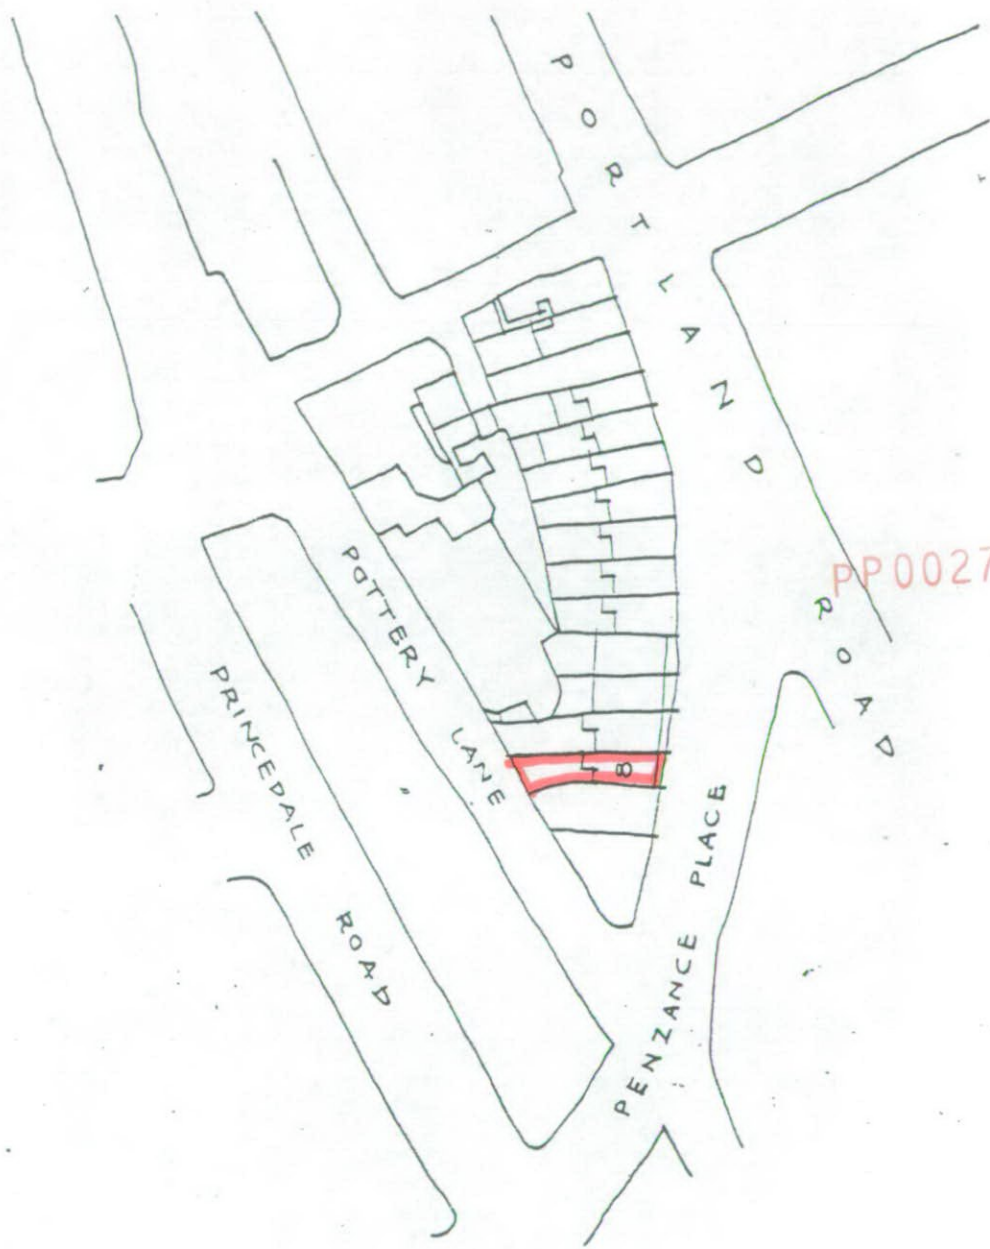 PORTLAND ROAD
PP0027
POTTERY LANE
PRINCEDALE ROAD
8
PENZANCE PLACE